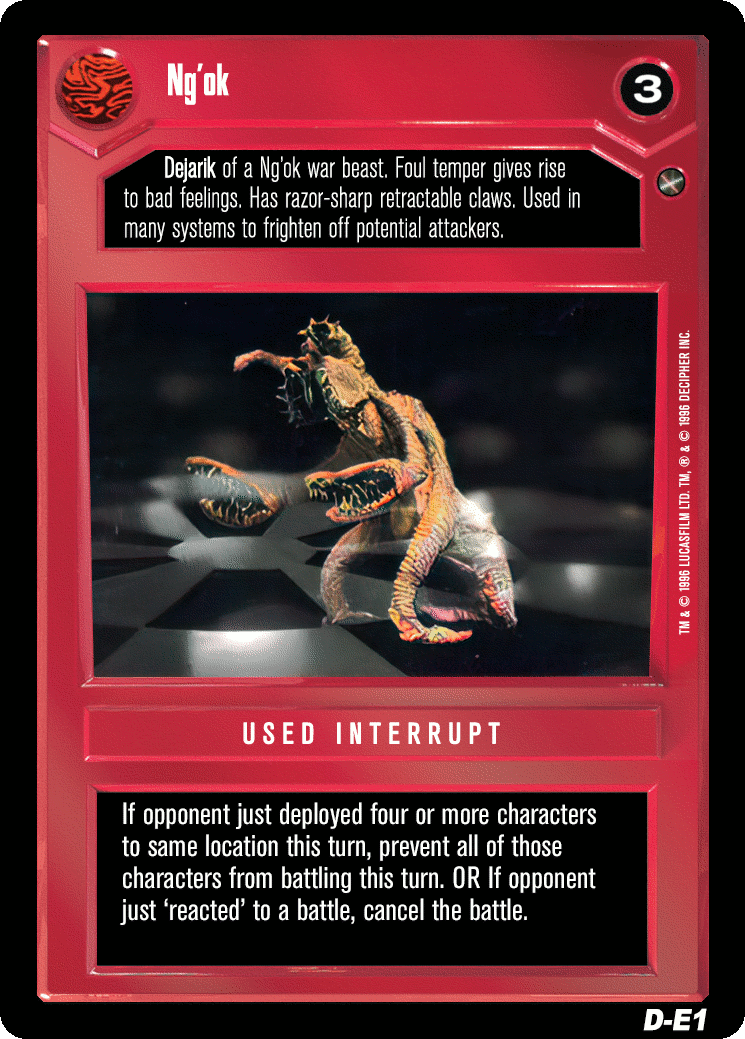 Ng'ok
3
Dejarik of a Ng'ok war beast. Foul temper gives rise
to bad feelings. Has razor-sharp retractable claws. Used in
many systems to frighten off potential attackers.
TM & © 1996 LUCASFILM LTD. TM, ® & © 1996 DECIPHER INC.
USED INTERRUPT
If opponent just deployed four or more characters
to same location this turn, prevent all of those
characters from battling this turn. OR If opponent
just ‘reacted’ to a battle, cancel the battle.
D-E1